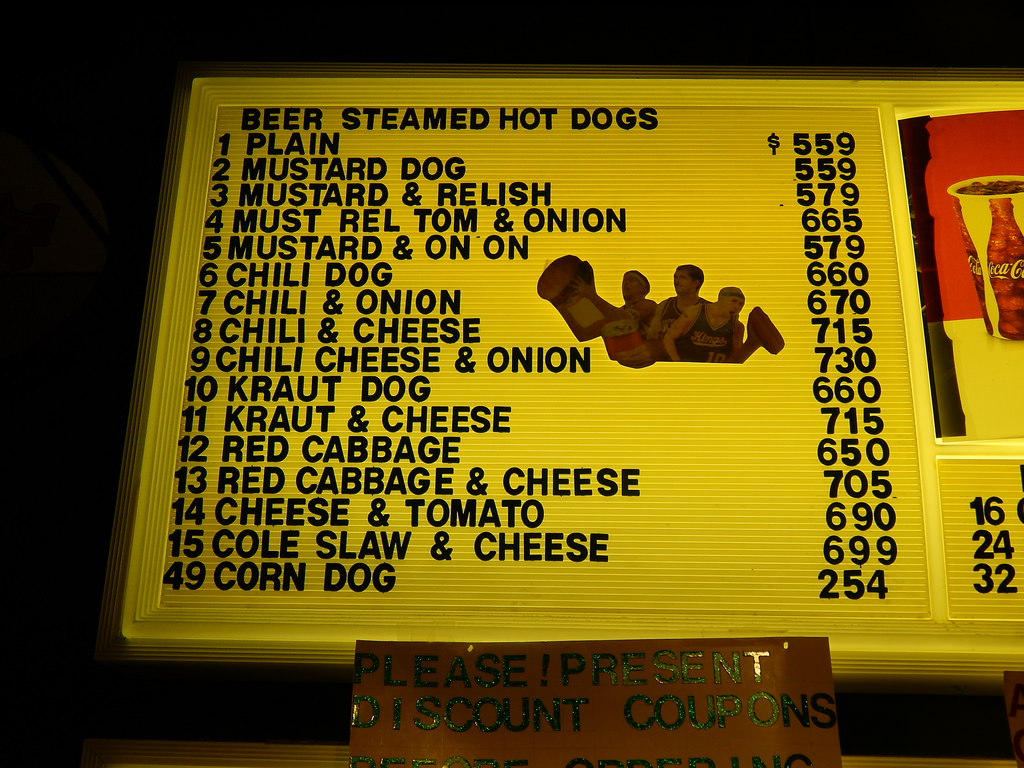 BEER STEAMED HOT DOGS
1 PLAIN $ 559
2 MUSTARD DOG 559
3 MUSTARD & RELISH 579
4 MUST REL TOM & ONION 665
5 MUSTARD & ON ON 579
6 CHILI DOG 660
7 CHILI & ONION 670
8 CHILI & CHEESE 715
9 CHILI CHEESE & ONION 730
10 KRAUT DOG 660
11 KRAUT & CHEESE 715
12 RED CABBAGE 650
13 RED CABBAGE & CHEESE 705
14 CHEESE & TOMATO 690
15 COLE SLAW & CHEESE 699
49 CORN DOG 254
Kings
10
Coca-Co
16
24
32
PLEASE! PRESENT
DISCOUNT COUPONS
BEFORE ORDERING